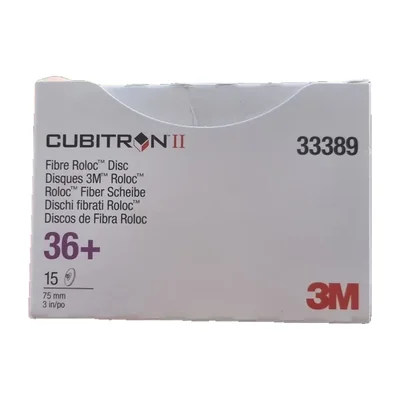 CUBITRON II
33389
Fibre Roloc™ Disc
Disques 3M™ Roloc™
Roloc™ Fiber Scheibe
Dischi fibrati Roloc™
Discos de Fibra Roloc
36+
15
75 mm
3 in/po
3M